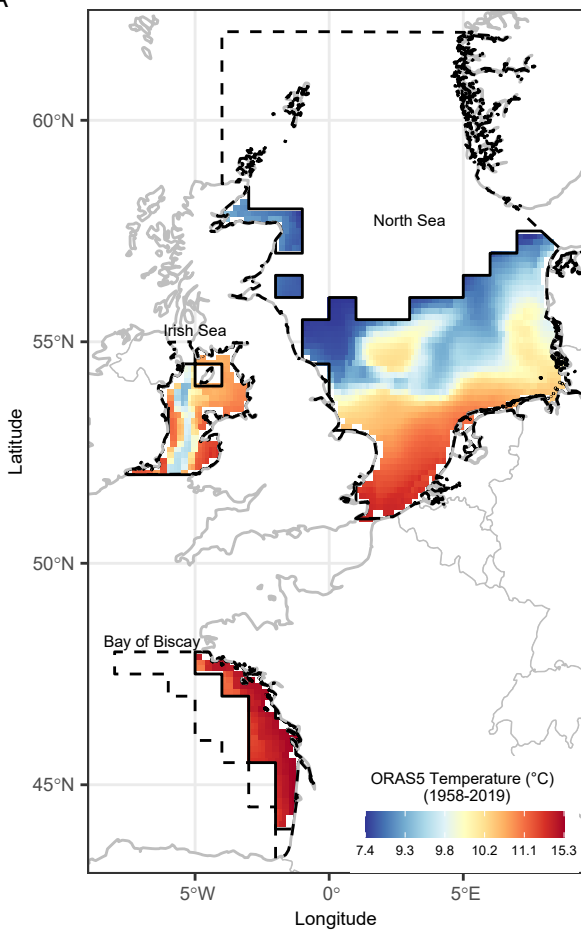 A
60°N
North Sea
Irish Sea
55°N
Latitude
50°N
Bay of Biscay
45°N
ORAS5 Temperature (°C)
(1958-2019)
7.4 9.3 9.8 10.2 11.1 15.3
5°W 0° 5°E
Longitude